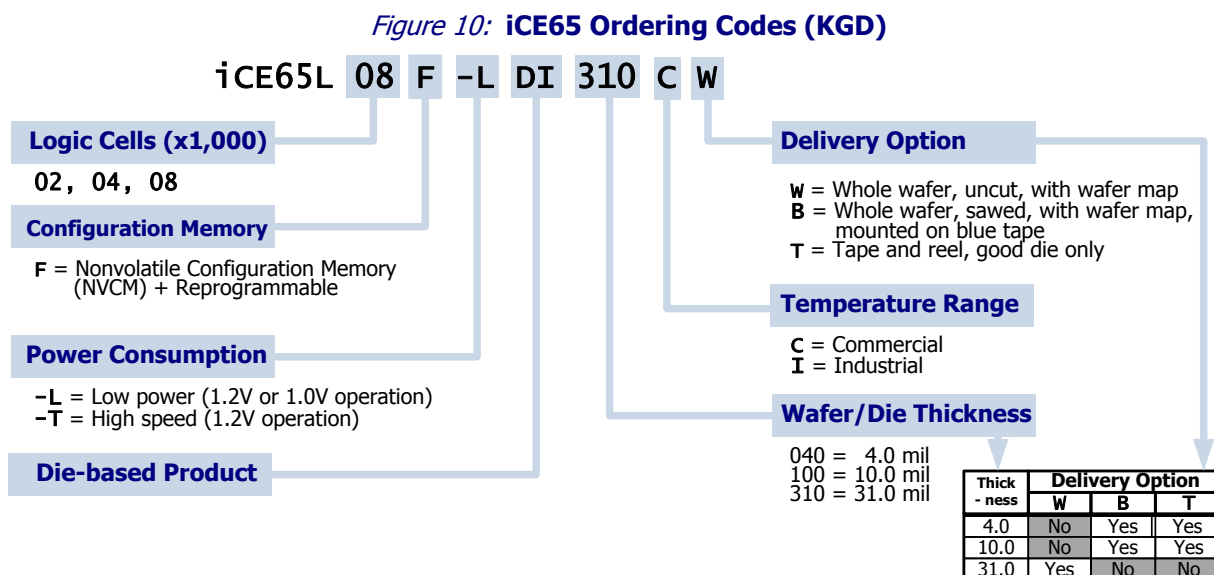 Figure 10: iCE65 Ordering Codes (KGD)
iCE65L 08 F -L DI 310 C W
Logic Cells (x1,000)
02, 04, 08
Configuration Memory
F = Nonvolatile Configuration Memory
(NVCM) + Reprogrammable
Power Consumption
-L = Low power (1.2V or 1.0V operation)
-T = High speed (1.2V operation)
Die-based Product
Delivery Option
W = Whole wafer, uncut, with wafer map
B = Whole wafer, sawed, with wafer map,
mounted on blue tape
T = Tape and reel, good die only
Temperature Range
C = Commercial
I = Industrial
Wafer/Die Thickness
040 = 4.0 mil
100 = 10.0 mil
310 = 31.0 mil
Thick
- ness
Delivery Option
W B T
4.0 No Yes Yes
10.0 No Yes Yes
31.0 Yes No No